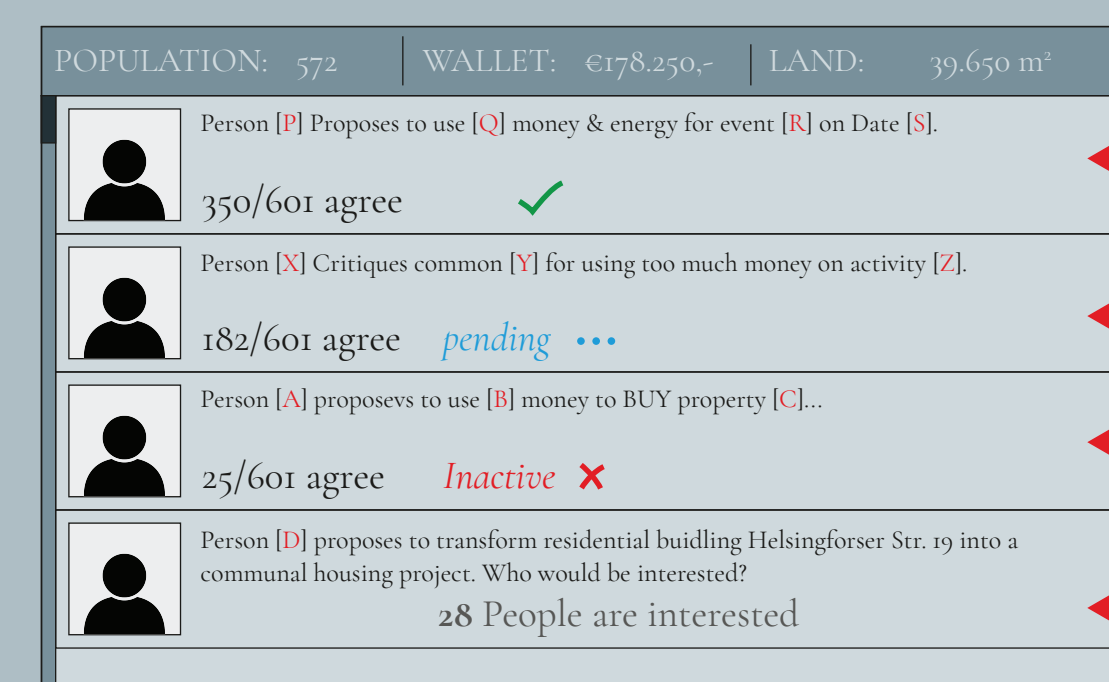 POPULATION: 572 WALLET: €178.250,- LAND: 39.650 m²
Person [P] Proposes to use [Q] money & energy for event [R] on Date [S].
350/601 agree
Person [X] Critiques common [Y] for using too much money on activity [Z].
182/601 agree pending •••
Person [A] proposevs to use [B] money to BUY property [C]...
25/601 agree Inactive
Person [D] proposes to transform residential buidling Helsingforser Str. 19 into a
communal housing project. Who would be interested?
28 People are interested